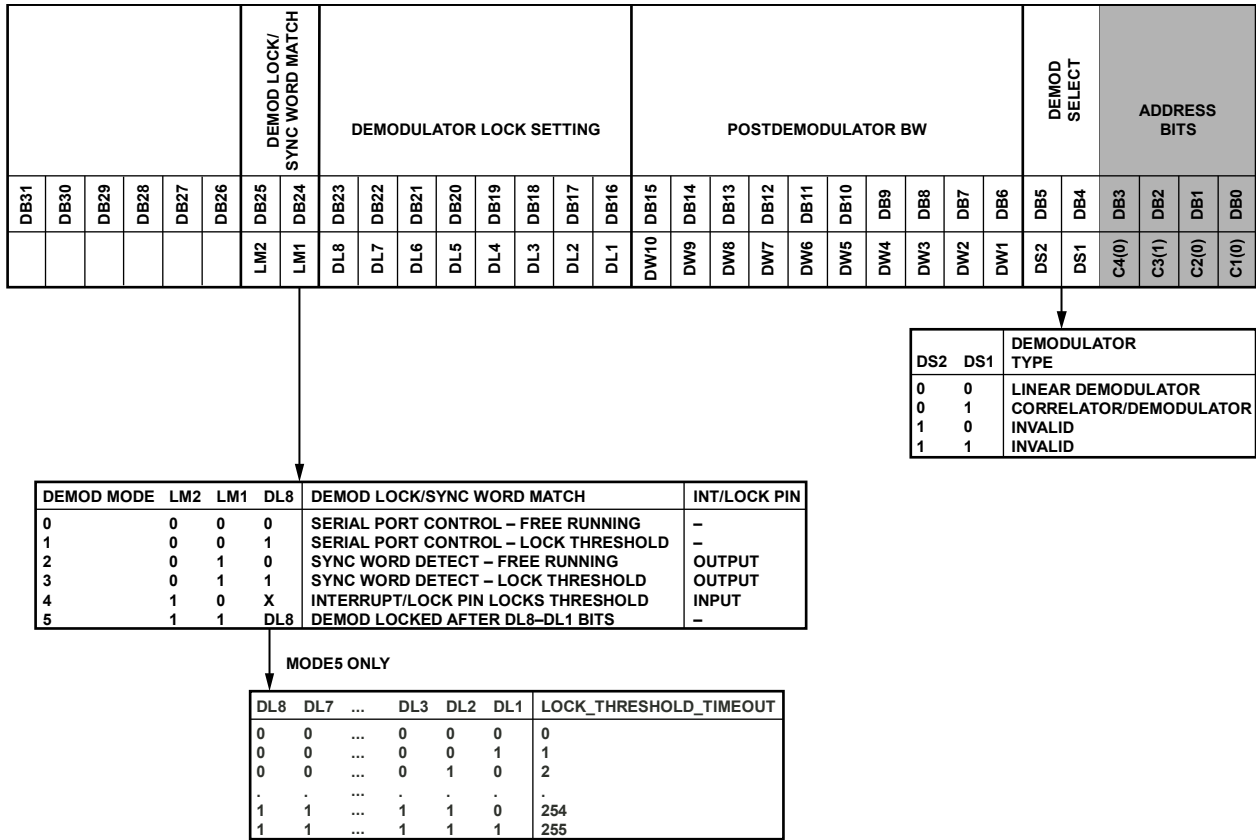 DEMOD LOCK/
SYNC WORD MATCH
DEMODULATOR LOCK SETTING
POSTDEMODULATOR BW
DEMOD
SELECT
ADDRESS
BITS
DB31 DB30 DB29 DB28 DB27 DB26 DB25 DB24 DB23 DB22 DB21 DB20 DB19 DB18 DB17 DB16 DB15 DB14 DB13 DB12 DB11 DB10 DB9 DB8 DB7 DB6 DB5 DB4 DB3 DB2 DB1 DB0
LM2 LM1 DL8 DL7 DL6 DL5 DL4 DL3 DL2 DL1 DW10 DW9 DW8 DW7 DW6 DW5 DW4 DW3 DW2 DW1 DS2 DS1 C4(0) C3(1) C2(0) C1(0)
DEMODULATOR
DS2 DS1 TYPE
0 0 LINEAR DEMODULATOR
0 1 CORRELATOR/DEMODULATOR
1 0 INVALID
1 1 INVALID
DEMOD MODE LM2 LM1 DL8 DEMOD LOCK/SYNC WORD MATCH INT/LOCK PIN
0 0 0 0 SERIAL PORT CONTROL – FREE RUNNING –
1 0 0 1 SERIAL PORT CONTROL – LOCK THRESHOLD –
2 0 1 0 SYNC WORD DETECT – FREE RUNNING OUTPUT
3 0 1 1 SYNC WORD DETECT – LOCK THRESHOLD OUTPUT
4 1 0 X INTERRUPT/LOCK PIN LOCKS THRESHOLD INPUT
5 1 1 DL8 DEMOD LOCKED AFTER DL8–DL1 BITS –
MODE5 ONLY
DL8 DL7 ... DL3 DL2 DL1 LOCK_THRESHOLD_TIMEOUT
0 0 ... 0 0 0 0
0 0 ... 0 0 1 1
0 0 ... 0 1 0 2
. . ... . . . .
1 1 ... 1 1 0 254
1 1 ... 1 1 1 255